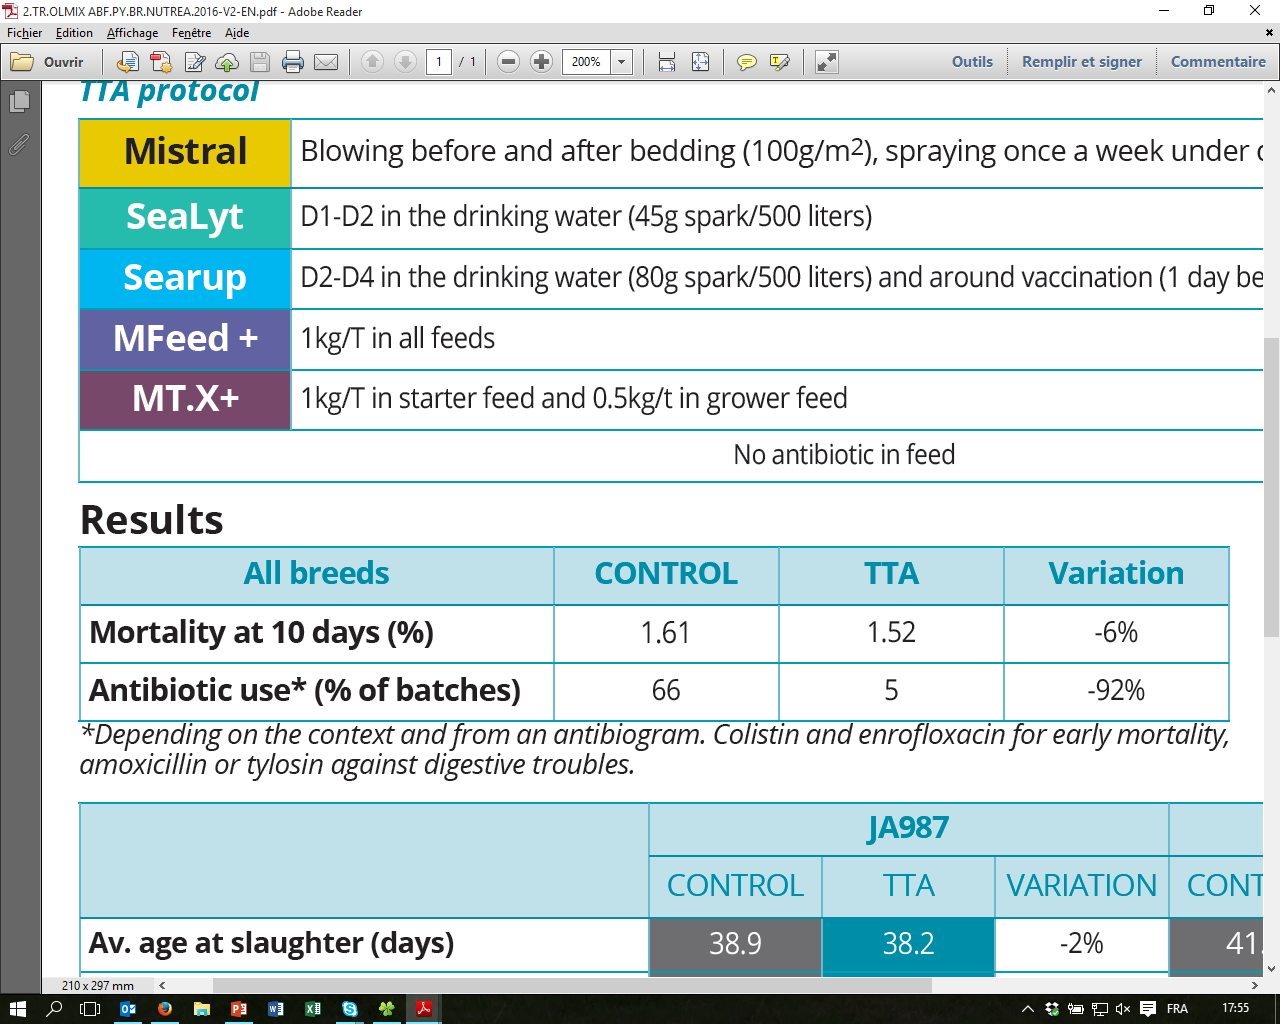 2.TR.OLMIX ABF.PY.BR.NUTREA.2016-V2-EN.pdf - Adobe Reader
Fichier Edition Affichage Fenêtre Aide
Ouvrir 1 / 1 200% Outils Remplir et signer Commentaire
TTA protocol
Mistral Blowing before and after bedding (100g/m2), spraying once a week under
SeaLyt D1-D2 in the drinking water (45g spark/500 liters)
Searup D2-D4 in the drinking water (80g spark/500 liters) and around vaccination (1 day be
MFeed + 1kg/T in all feeds
MT.X+ 1kg/T in starter feed and 0.5kg/t in grower feed
No antibiotic in feed
Results
All breeds CONTROL TTA Variation
Mortality at 10 days (%) 1.61 1.52 -6%
Antibiotic use* (% of batches) 66 5 -92%
*Depending on the context and from an antibiogram. Colistin and enrofloxacin for early mortality,
amoxicillin or tylosin against digestive troubles.
JA987
CONTROL TTA VARIATION CONT
Av. age at slaughter (days) 38.9 38.2 -2% 41.
210 x 297 mm
FRA 17:55